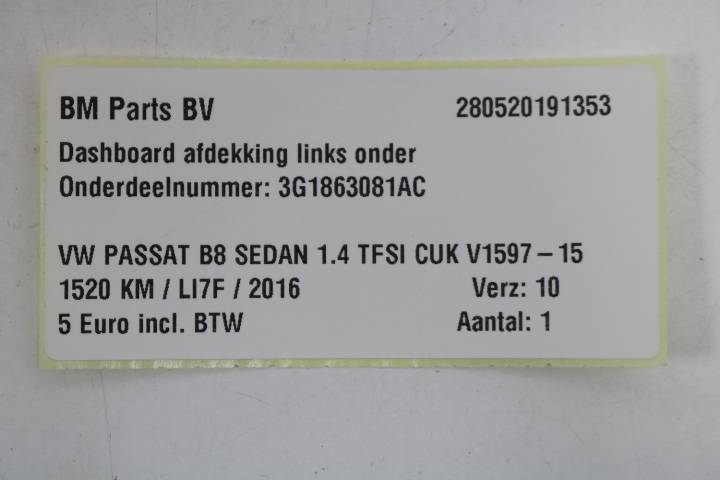 BM Parts BV 280520191353
Dashboard afdekking links onder
Onderdeelnummer: 3G1863081AC
VW PASSAT B8 SEDAN 1.4 TFSI CUK V1597 – 15
1520 KM / LI7F / 2016 Verz: 10
5 Euro incl. BTW Aantal: 1